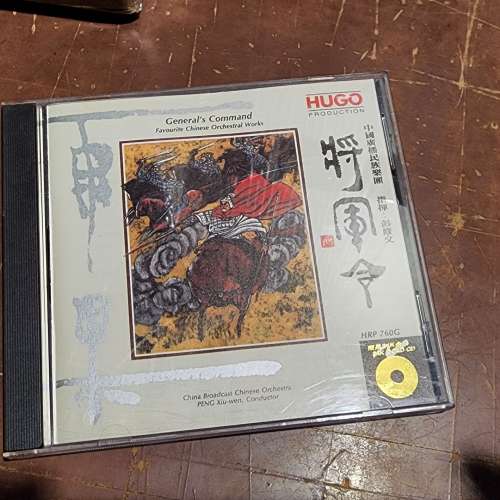 General's Command
Favourite Chinese Orchestral Works
HUGO
PRODUCTION
中國廣播民族樂團
指揮 彭修文
將軍令
HRP 760G
China Broadcast Chinese Orchestra
PENG Xiu-wen, Conductor